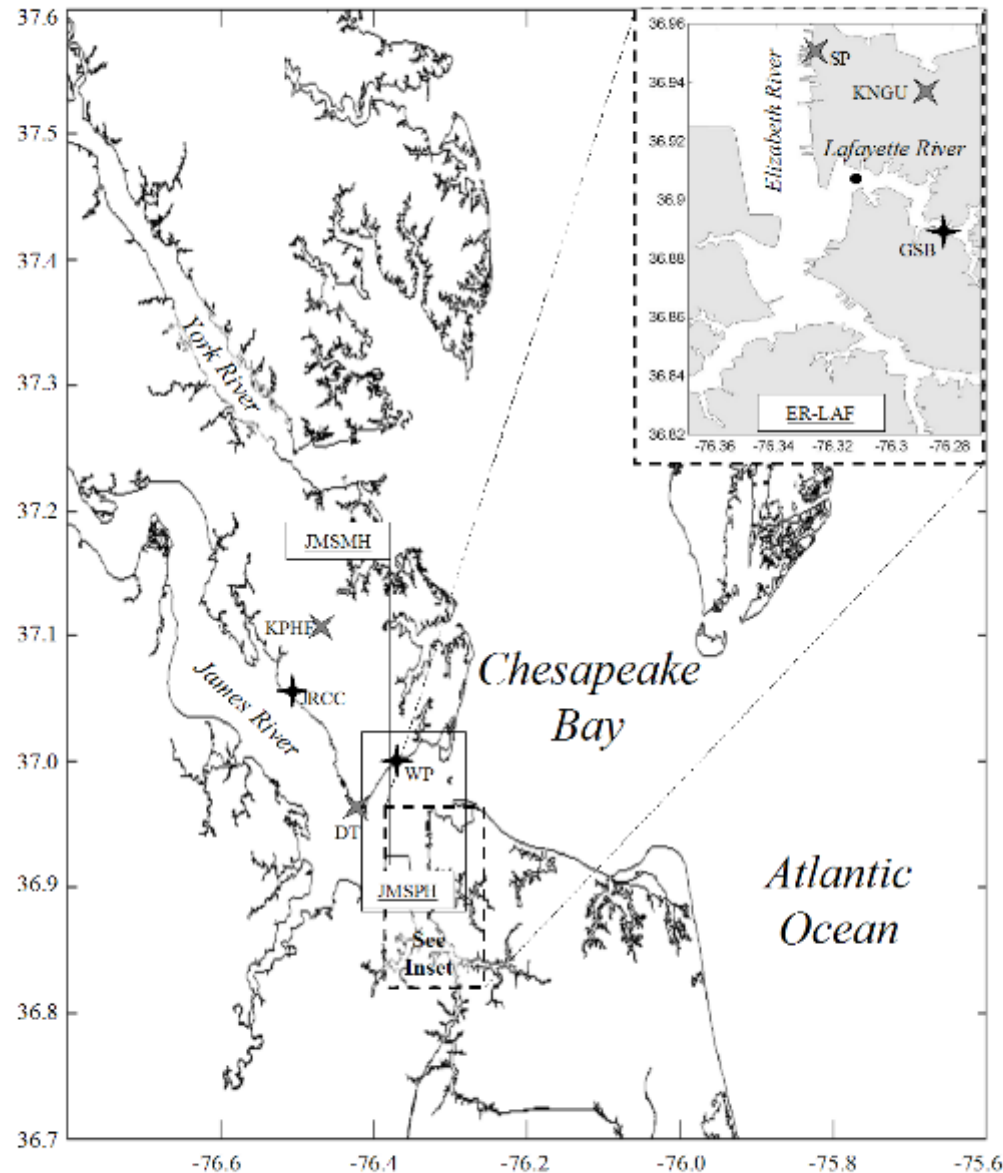 37.6
37.5
37.4
37.3
37.2
37.1
37.0
36.9
36.8
36.7
-76.6
-76.4
-76.2
-76.0
-75.8
-75.6
York River
JMSMH
KPHF
JRCC
James River
WP
DT
JMSPH
See
Inset
Chesapeake
Bay
Atlantic
Ocean
36.96
36.94
36.92
36.9
36.88
36.86
36.84
36.82
-76.36
-76.34
-76.32
-76.3
-76.28
SP
KNGU
Elizabeth River
Lafayette River
GSB
ER-LAF